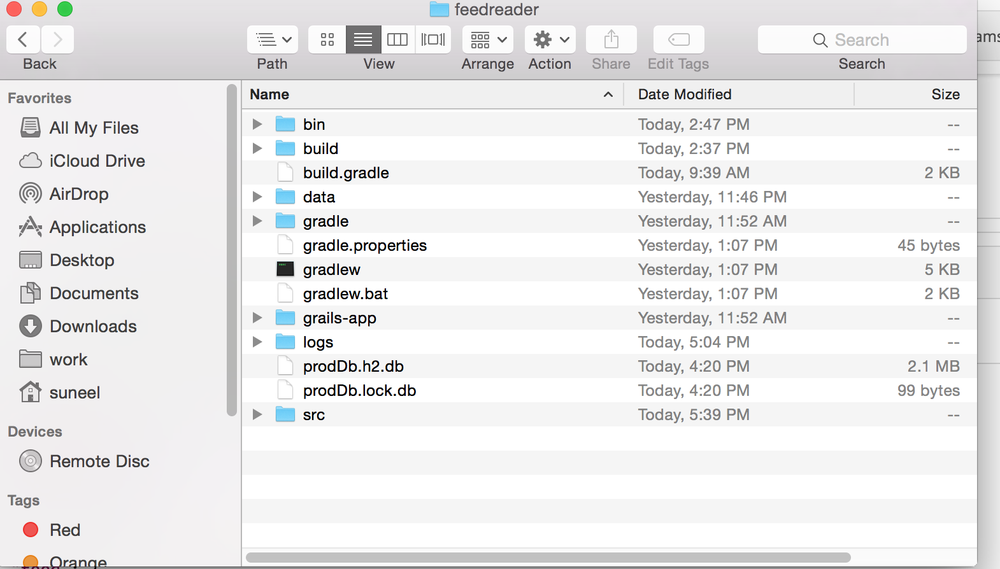 feedreader
Back
Path
View
Arrange
Action
Share
Edit Tags
Search
Search
Favorites
All My Files
iCloud Drive
AirDrop
Applications
Desktop
Documents
Downloads
work
suneel
Devices
Remote Disc
Tags
Red
Orange
Name Date Modified Size
bin Today, 2:47 PM --
build Today, 2:37 PM --
build.gradle Today, 9:39 AM 2 KB
data Yesterday, 11:46 PM --
gradle Yesterday, 11:52 AM --
gradle.properties Yesterday, 1:07 PM 45 bytes
gradlew Yesterday, 1:07 PM 5 KB
gradlew.bat Yesterday, 1:07 PM 2 KB
grails-app Yesterday, 11:52 AM --
logs Today, 5:04 PM --
prodDb.h2.db Today, 4:20 PM 2.1 MB
prodDb.lock.db Today, 4:20 PM 99 bytes
src Today, 5:39 PM --